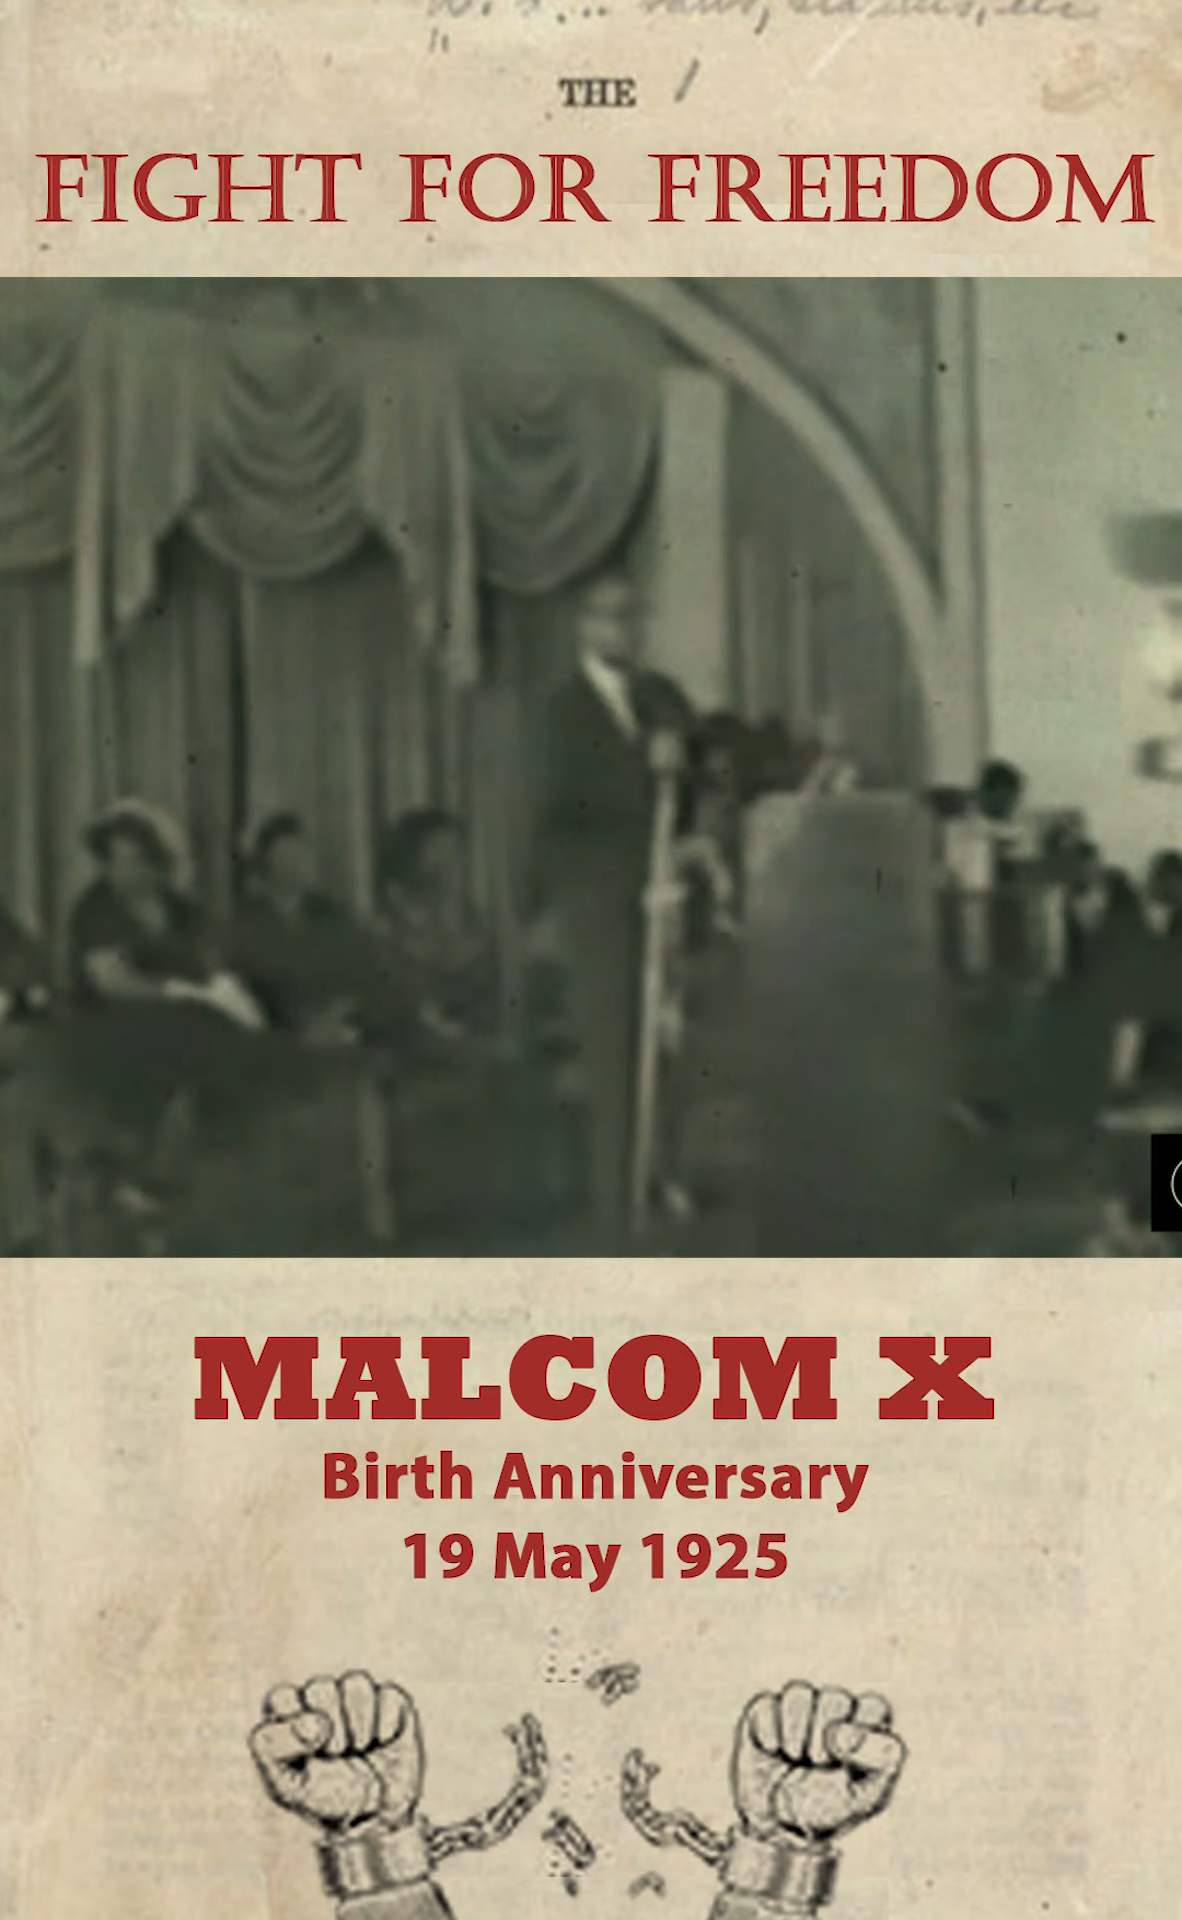 THE
FIGHT FOR FREEDOM
MALCOM X
Birth Anniversary
19 May 1925